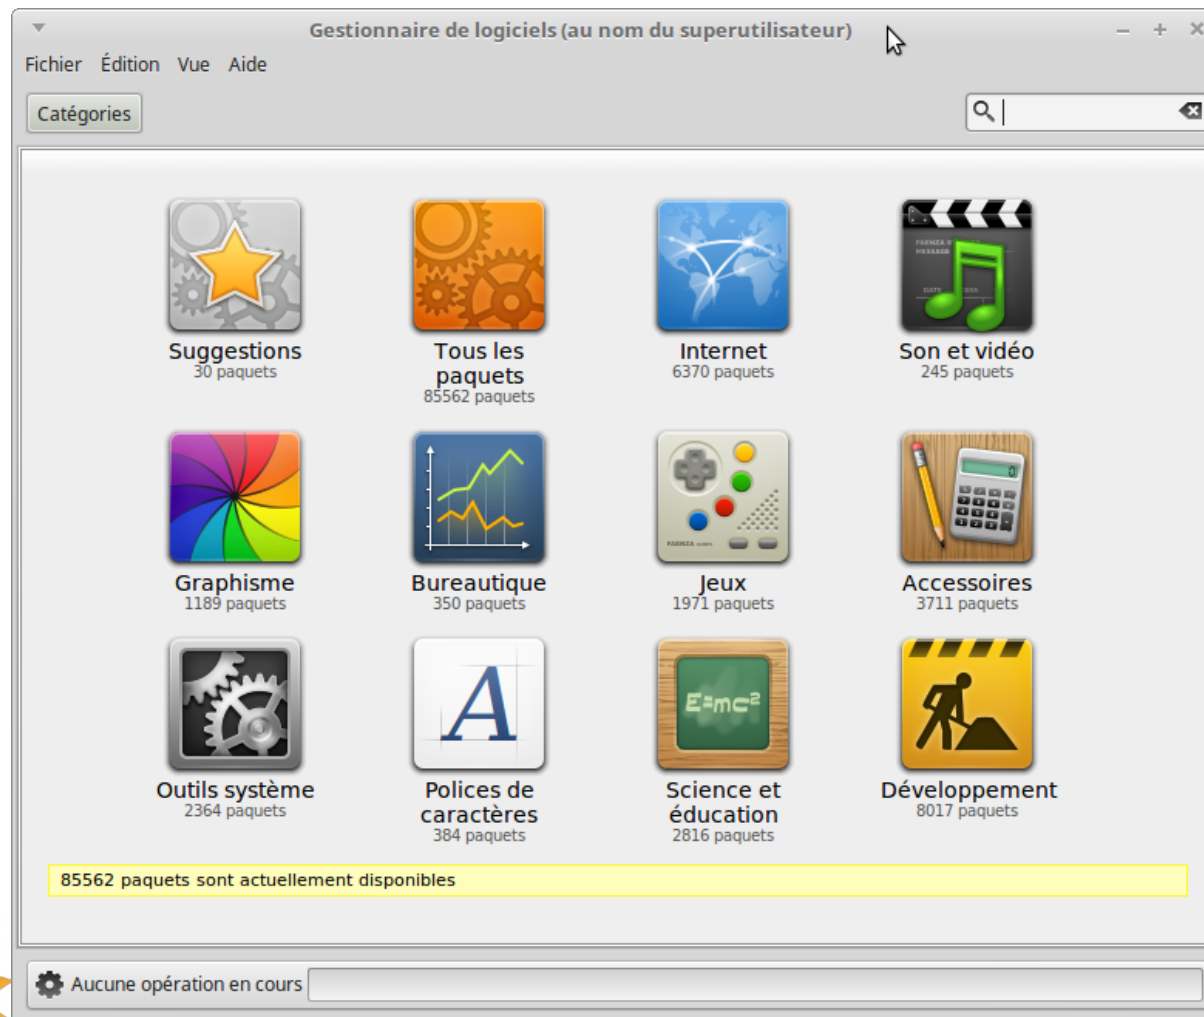 Gestionnaire de logiciels (au nom du superutilisateur)
Fichier Édition Vue Aide
Catégories
Suggestions
30 paquets
Tous les
paquets
85562 paquets
Internet
6370 paquets
Son et vidéo
245 paquets
Graphisme
1189 paquets
Bureautique
350 paquets
Jeux
1971 paquets
Accessoires
3711 paquets
Outils système
2364 paquets
Polices de
caractères
384 paquets
E=mc²
Science et
éducation
2816 paquets
Développement
8017 paquets
85562 paquets sont actuellement disponibles
Aucune opération en cours